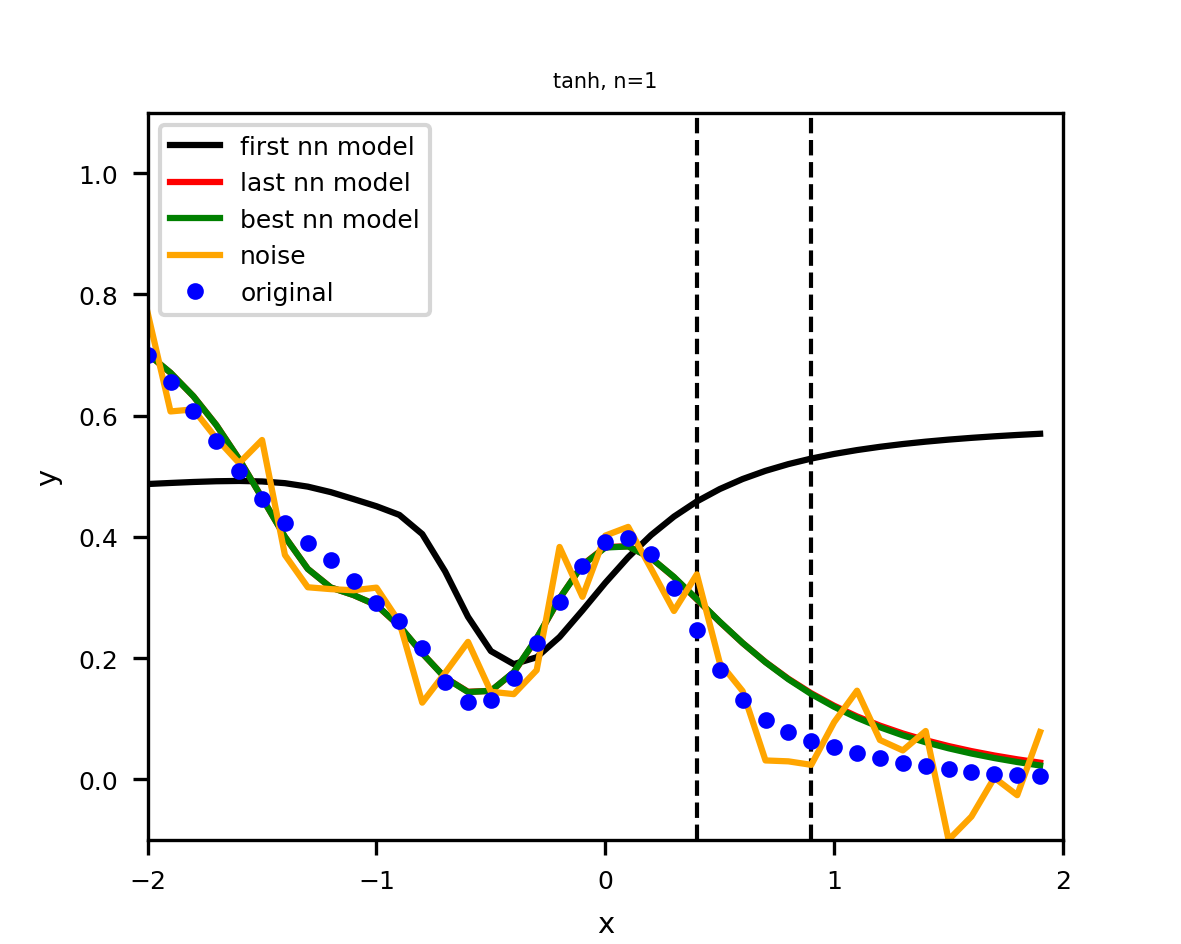 tanh, n=1
first nn model
last nn model
best nn model
noise
original
1.0
0.8
0.6
0.4
0.2
0.0
y
−2 −1 0 1 2
x